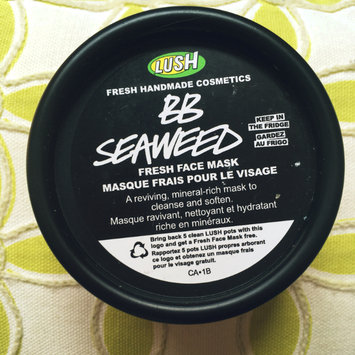 LUSH
FRESH HANDMADE COSMETICS
BB
SEAWEED
KEEP IN
THE FRIDGE
GARDEZ
AU FRIGO
FRESH FACE MASK
MASQUE FRAIS POUR LE VISAGE
A reviving, mineral-rich mask to
cleanse and soften.
Masque ravivant, nettoyant et hydratant
riche en minéraux.
Bring back 5 clean LUSH pots with this
logo and get a Fresh Face Mask free.
Rapportez 5 pots LUSH propres arborant
ce logo et obtenez un masque frais
pour le visage gratuit.
CA•1B